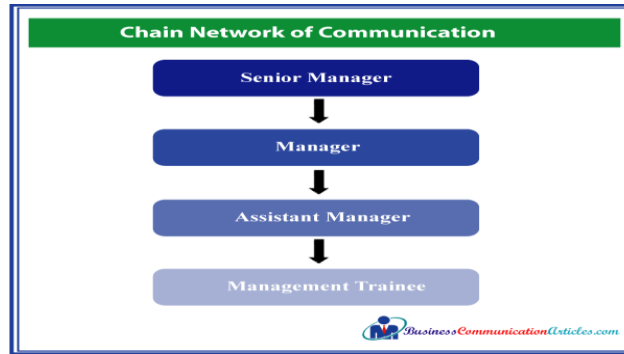 Chain Network of Communication
Senior Manager
Manager
Assistant Manager
Management Trainee
BusinessCommunicationArticles.com